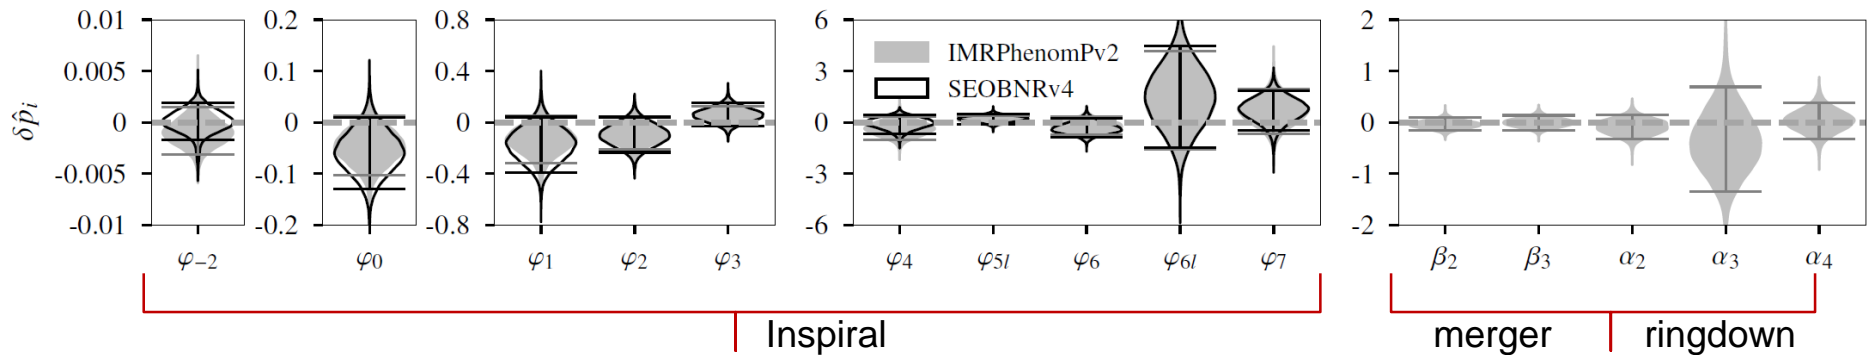 δp̂ᵢ
0.01
0.005
0
-0.005
-0.01
φ₋₂
0.2
0.1
0
-0.1
-0.2
φ₀
0.8
0.4
0
-0.4
-0.8
φ₁ φ₂ φ₃
6
3
0
-3
-6
IMRPhenomPv2
SEOBNRv4
φ₄ φ₅ₗ φ₆ φ₆ₗ φ₇
2
1
0
-1
-2
β₂ β₃ α₂ α₃ α₄
Inspiral
merger ringdown